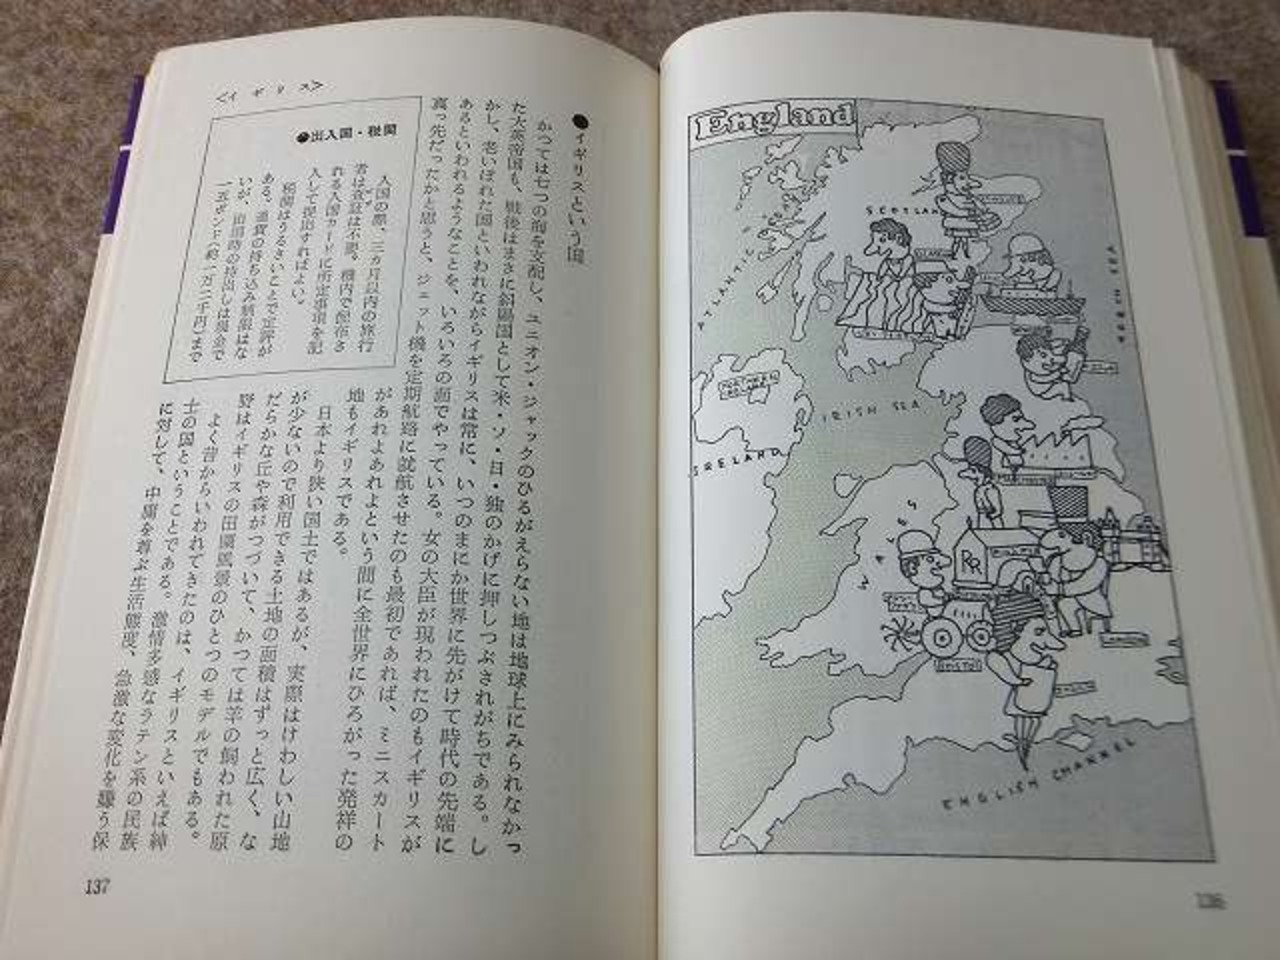 England
SCOTLAND
ATLANTIC
NORTHERN
IRELAND
IRISH SEA
IRELAND
WALES
RR
BRISTOL
ENGLISH CHANNEL
〈イギリス〉
●イギリスという国
かつては七つの海を支配し、ユニオン・ジャックのひるがえらない地は地球上にみられなかっ
た大英帝国も、戦後はまさに斜陽国として米・ソ・日・独のかげに押しつぶされがちである。し
かし、老いぼれた国といわれながらイギリスは常に、いつのまにか世界に先がけて時代の先端に
あるといわれるようなことを、いろいろの面でやっている。女の大臣が現われたのもイギリスが
真っ先だったかと思うと、ジェット機を定期航路に就航させたのも最初であれば、ミニスカート
があれよあれよという間に全世界にひろがった発祥の
地もイギリスである。
日本より狭い国土ではあるが、実際はけわしい山地
が少ないので利用できる土地の面積はずっと広く、な
だらかな丘や森がつづいて、かつては羊の飼われた原
野はイギリスの田園風景のひとつのモデルでもある。
よく昔からいわれてきたのは、イギリスといえば紳
士の国ということである。激情多感なラテン系の民族
に対して、中庸を尊ぶ生活態度、急激な変化を嫌う保
●出入国・税関
入国の際、三カ月以内の旅行
者は査証は不要。機内で配布さ
れる入国カードに所定事項を記
入して提出すればよい。
税関はうるさいことで定評が
ある。通貨の持ち込み制限はな
いが、出国時の持出しは現金で
一五ポンド(約一万二千円)まで
137
136